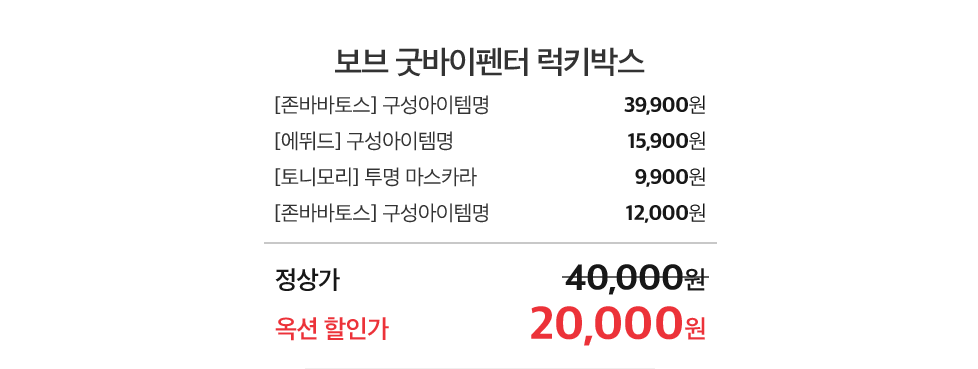 보브 굿바이펜터 럭키박스
[존바바토스] 구성아이템명 39,900원
[에뛰드] 구성아이템명 15,900원
[토니모리] 투명 마스카라 9,900원
[존바바토스] 구성아이템명 12,000원
정상가 40,000원
옥션 할인가 20,000원